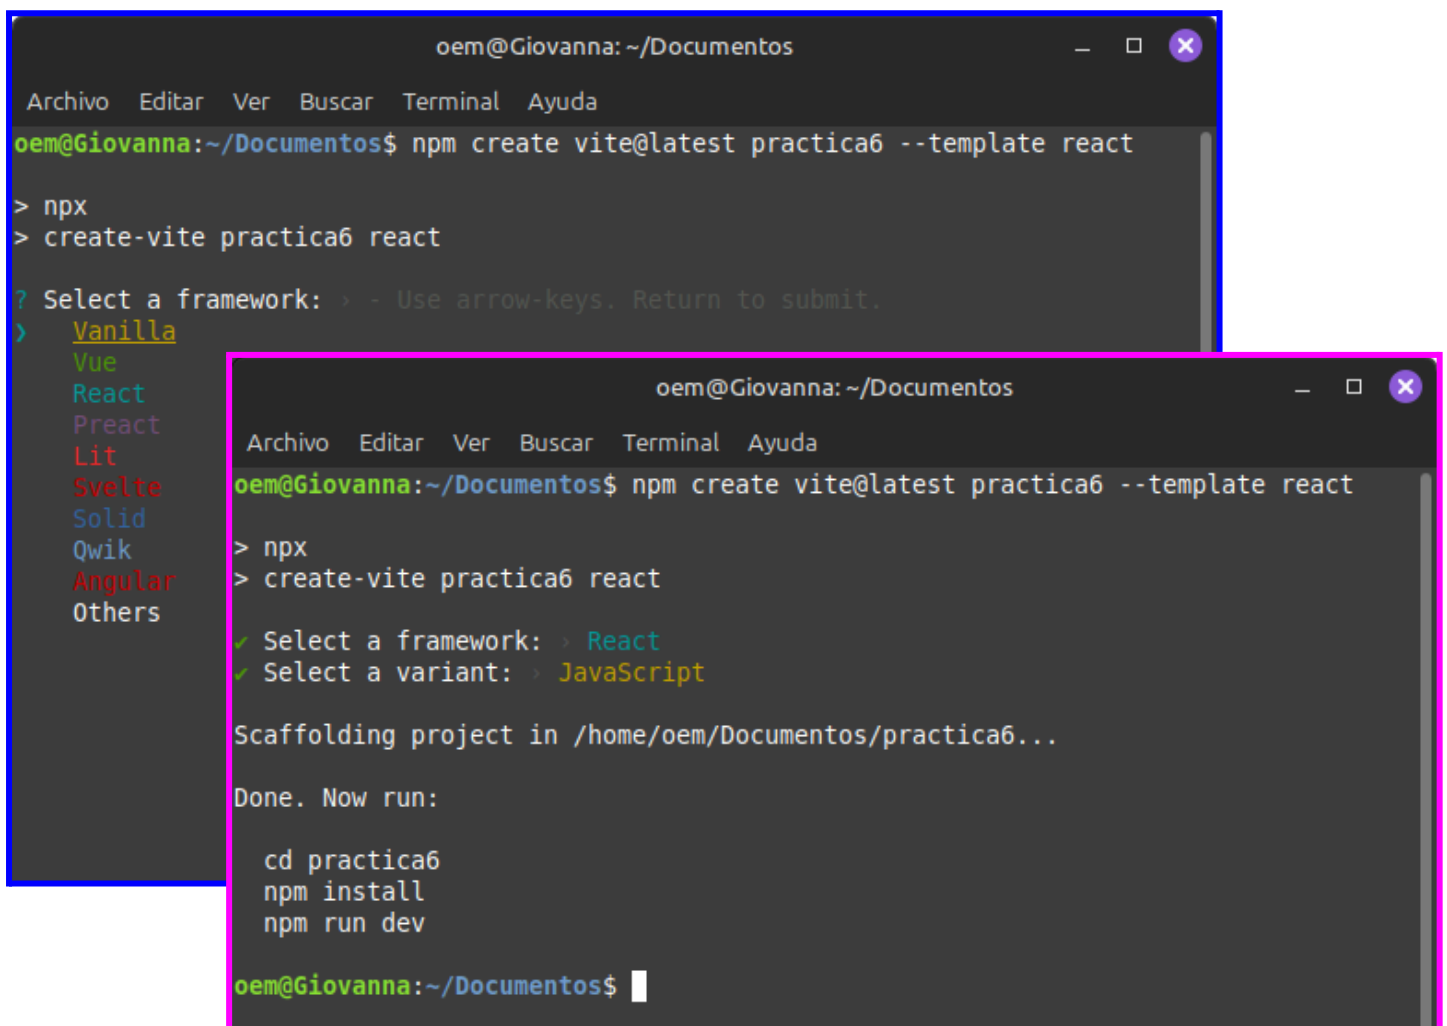 oem@Giovanna: ~/Documentos
Archivo Editar Ver Buscar Terminal Ayuda
oem@Giovanna:~/Documentos$ npm create vite@latest practica6 --template react
> npx
> create-vite practica6 react
? Select a framework: › - Use arrow-keys. Return to submit.
❯ Vanilla
Vue
React
Preact
Lit
Svelte
Solid
Qwik
Angular
Others
oem@Giovanna: ~/Documentos
Archivo Editar Ver Buscar Terminal Ayuda
oem@Giovanna:~/Documentos$ npm create vite@latest practica6 --template react
> npx
> create-vite practica6 react
✔ Select a framework: › React
✔ Select a variant: › JavaScript
Scaffolding project in /home/oem/Documentos/practica6...
Done. Now run:
cd practica6
npm install
npm run dev
oem@Giovanna:~/Documentos$